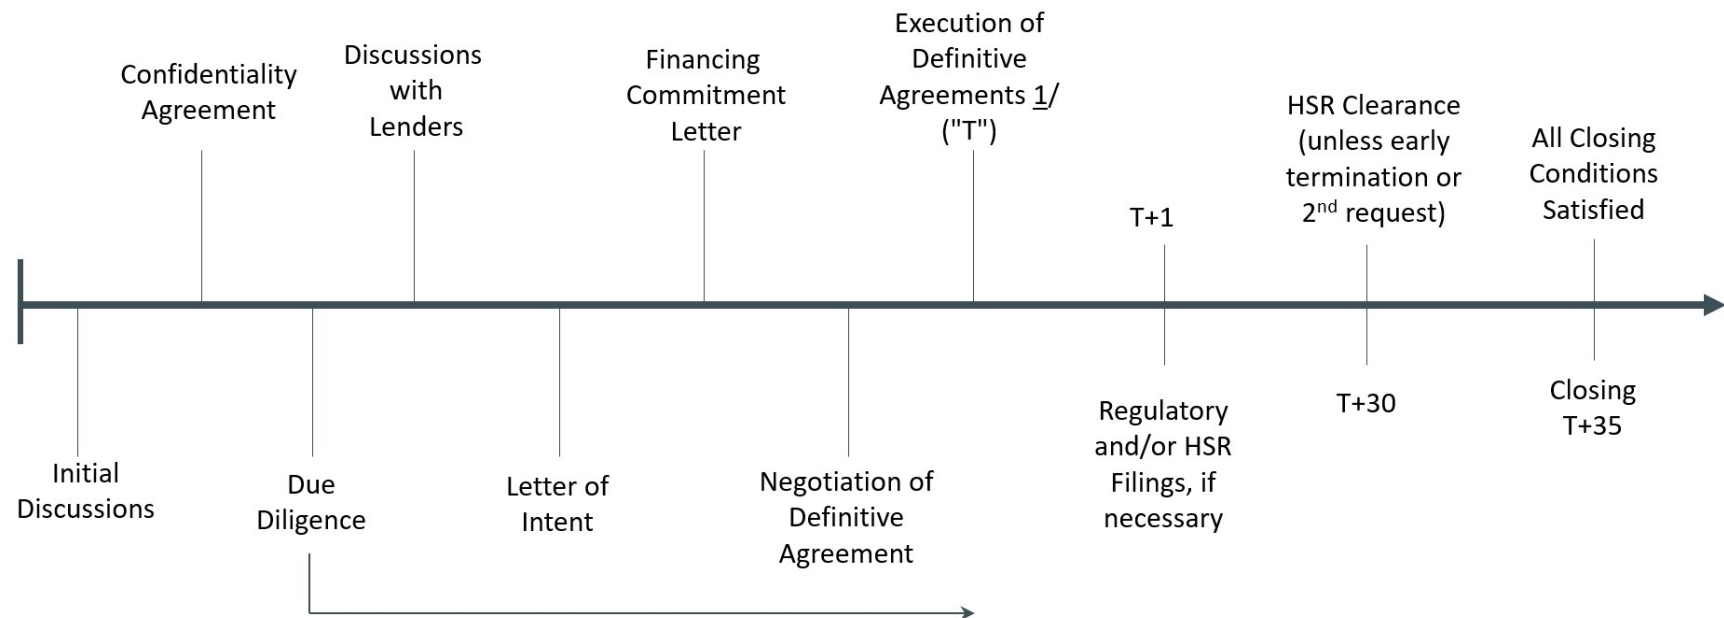 Execution of
Definitive
Agreements 1/
("T")
Discussions
with
Lenders
Financing
Commitment
Letter
Confidentiality
Agreement
HSR Clearance
(unless early
termination or
2nd request)
All Closing
Conditions
Satisfied
T+1
Initial
Discussions
Due
Diligence
Letter of
Intent
Negotiation of
Definitive
Agreement
Regulatory
and/or HSR
Filings, if
necessary
T+30
Closing
T+35